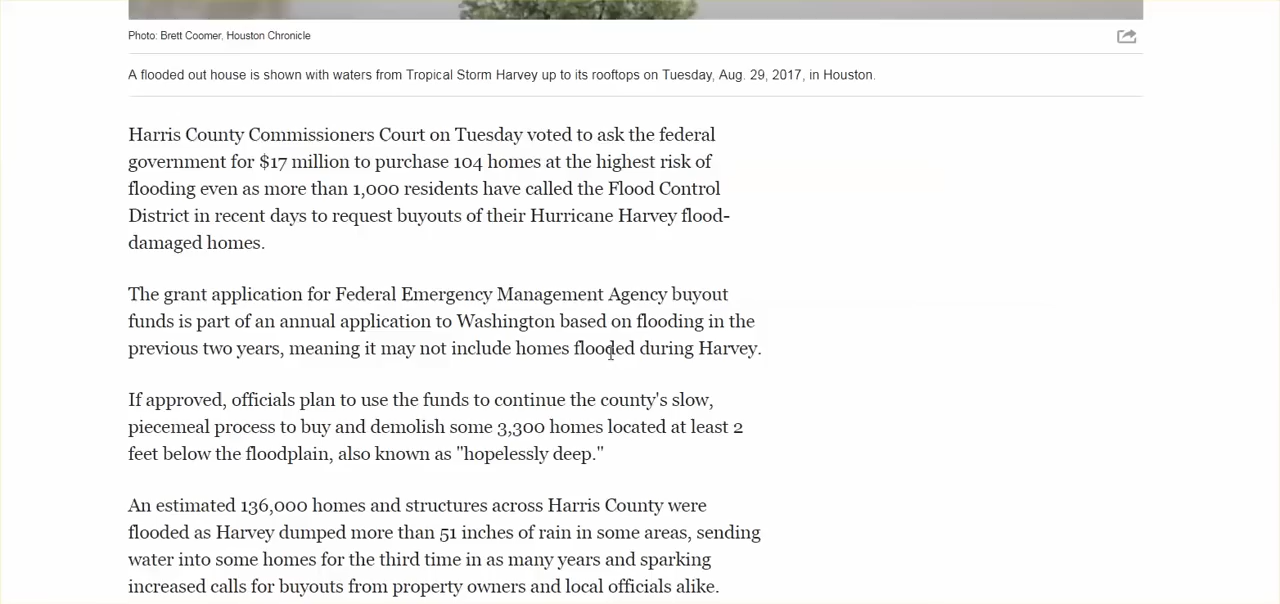 Photo: Brett Coomer, Houston Chronicle
A flooded out house is shown with waters from Tropical Storm Harvey up to its rooftops on Tuesday, Aug. 29, 2017, in Houston.
Harris County Commissioners Court on Tuesday voted to ask the federal
government for $17 million to purchase 104 homes at the highest risk of
flooding even as more than 1,000 residents have called the Flood Control
District in recent days to request buyouts of their Hurricane Harvey flood-
damaged homes.
The grant application for Federal Emergency Management Agency buyout
funds is part of an annual application to Washington based on flooding in the
previous two years, meaning it may not include homes flooded during Harvey.
If approved, officials plan to use the funds to continue the county's slow,
piecemeal process to buy and demolish some 3,300 homes located at least 2
feet below the floodplain, also known as "hopelessly deep."
An estimated 136,000 homes and structures across Harris County were
flooded as Harvey dumped more than 51 inches of rain in some areas, sending
water into some homes for the third time in as many years and sparking
increased calls for buyouts from property owners and local officials alike.